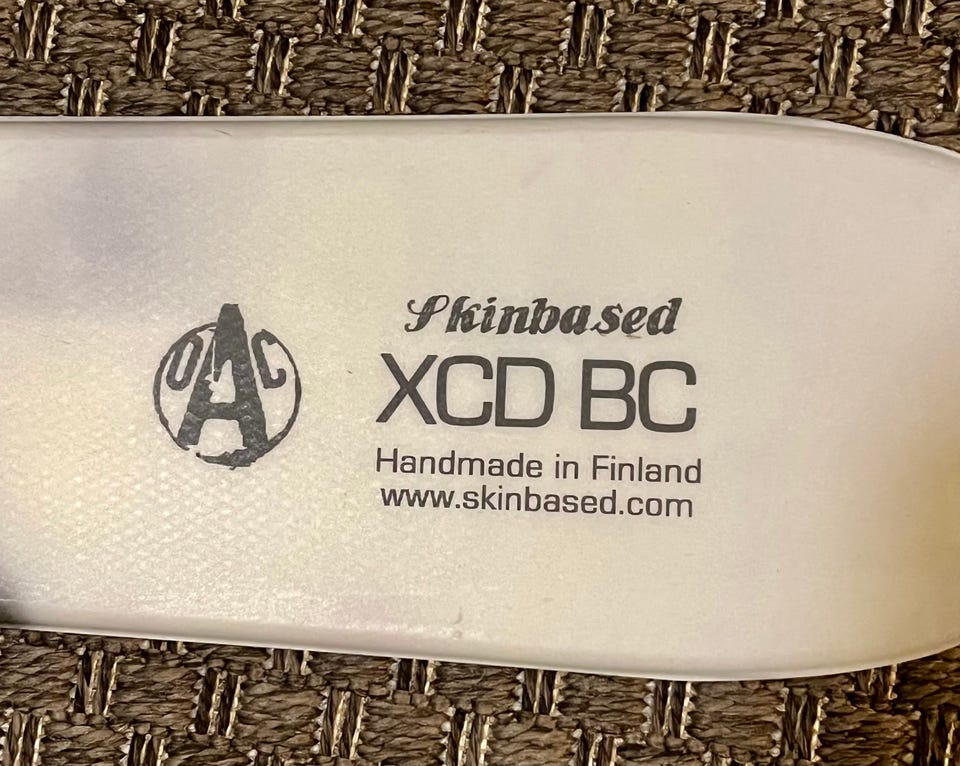 OAC
Skinbased
XCD BC
Handmade in Finland
www.skinbased.com